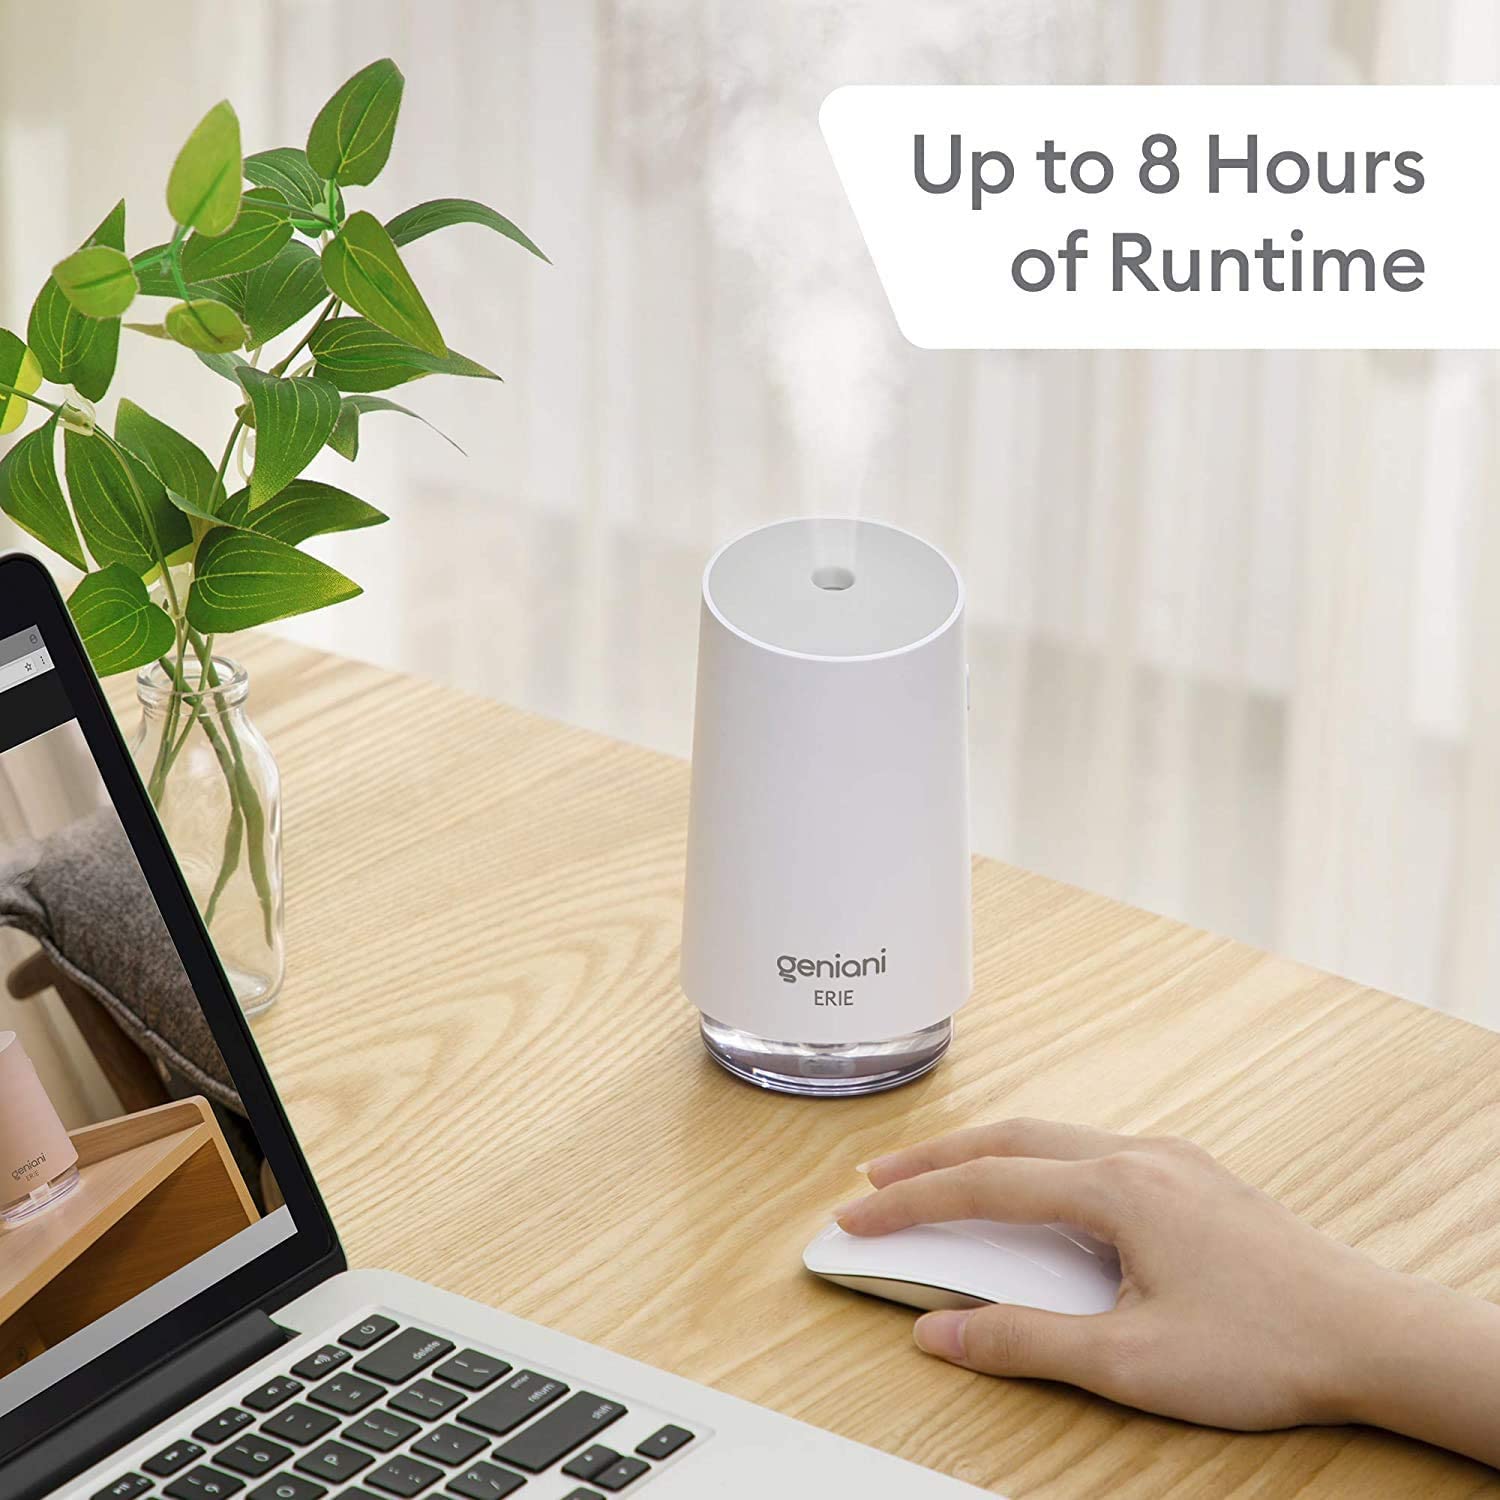 Up to 8 Hours
of Runtime
geniani
ERIE
geniani
ERIE
delete
enter
return
shift